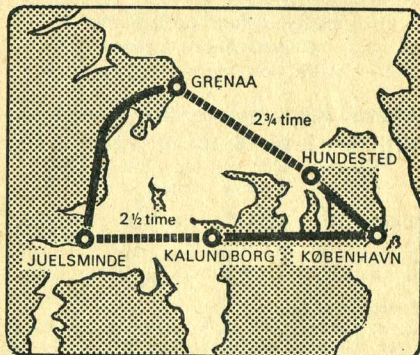 GRENAA
2¾ time
HUNDESTED
2½ time
JUELSMINDE
KALUNDBORG
KØBENHAVN